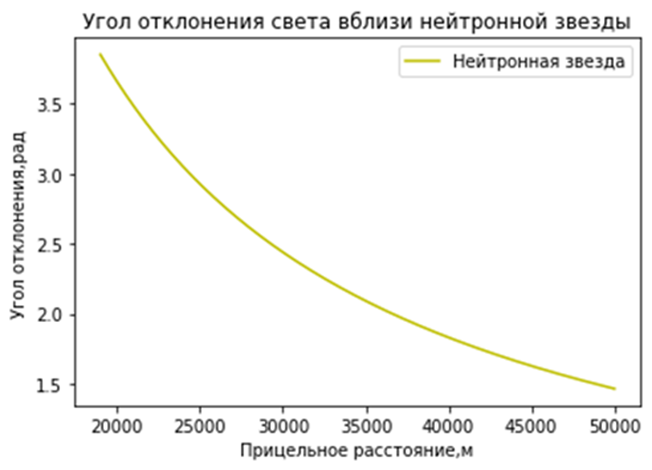 Угол отклонения света вблизи нейтронной звезды
Нейтронная звезда
Угол отклонения,рад
3.5
3.0
2.5
2.0
1.5
20000 25000 30000 35000 40000 45000 50000
Прицельное расстояние,м